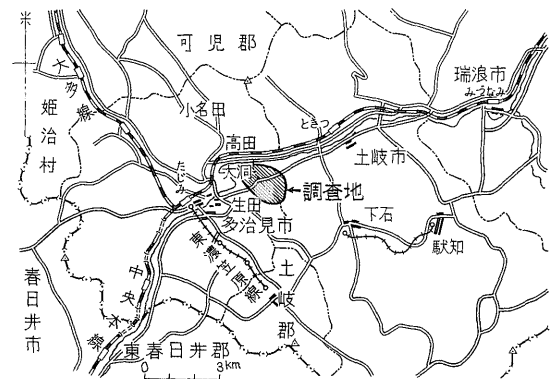 可児郡
瑞浪市
みづなみ
大多線
姫治村
小名田
ときつ
高田
土岐市
たじみ
大洞
調査地
生田
下石
駄知
多治見市
東濃笠原線
土岐郡
春日井市
中央本線
東春日井郡
0 3km